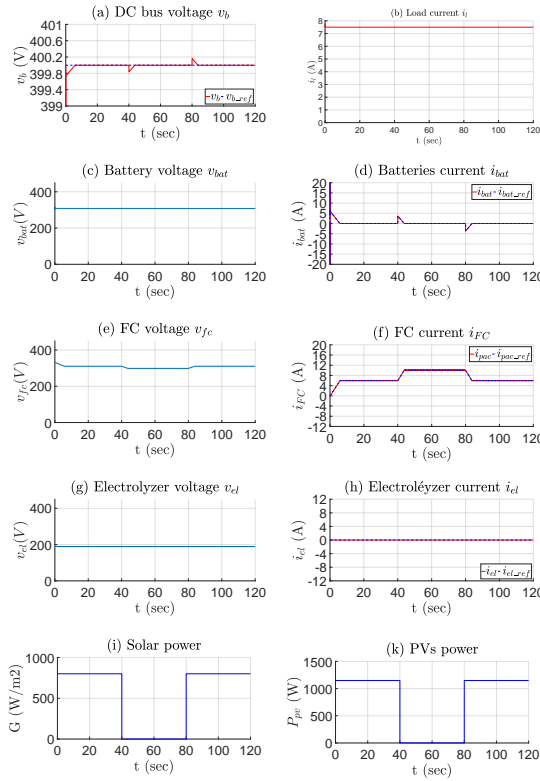 (a) DC bus voltage v_b
401
400.6
400.2
399.8
399.4
399
v_b (V)
v_b - v_b_ref
0 20 40 60 80 100 120
t (sec)
(b) Load current i_l
8
7
6
5
4
3
2
1
0
i_l (A)
0 20 40 60 80 100 120
t (sec)
(c) Battery voltage v_bat
400
200
0
v_bat(V)
0 20 40 60 80 100 120
t (sec)
(d) Batteries current i_bat
20
15
10
5
0
-5
-10
-15
-20
i_bat (A)
i_bat - i_bat_ref
0 20 40 60 80 100 120
t (sec)
(e) FC voltage v_fc
400
200
0
v_fc(V)
0 20 40 60 80 100 120
t (sec)
(f) FC current i_FC
20
16
12
8
4
0
-4
-8
-12
i_FC (A)
i_pac - i_pac_ref
0 20 40 60 80 100 120
t (sec)
(g) Electrolyzer voltage v_el
400
200
0
v_el(V)
0 20 40 60 80 100 120
t (sec)
(h) Electroléyzer current i_el
12
8
4
0
-4
-8
-12
i_el (A)
i_el - i_el_ref
0 20 40 60 80 100 120
t (sec)
(i) Solar power
1000
500
0
G (W/m2)
0 20 40 60 80 100 120
t (sec)
(k) PVs power
1500
1000
500
0
P_pv (W)
0 20 40 60 80 100 120
t (sec)